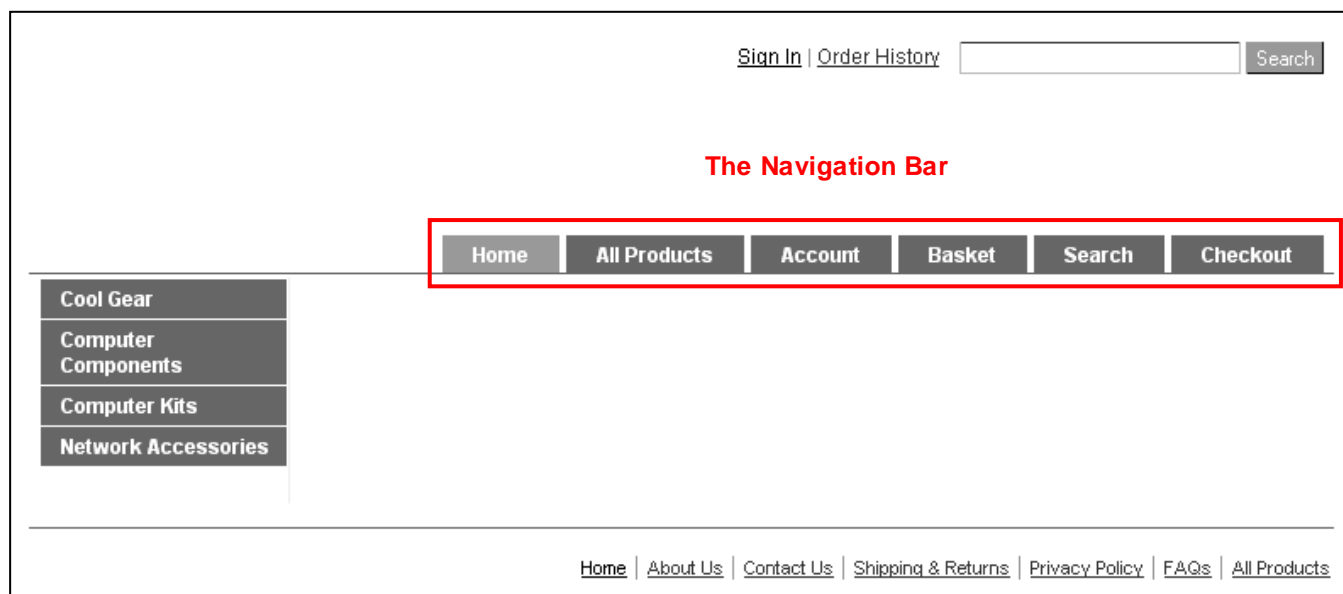 Sign In | Order History Search
The Navigation Bar
Home All Products Account Basket Search Checkout
Cool Gear
Computer
Components
Computer Kits
Network Accessories
Home | About Us | Contact Us | Shipping & Returns | Privacy Policy | FAQs | All Products